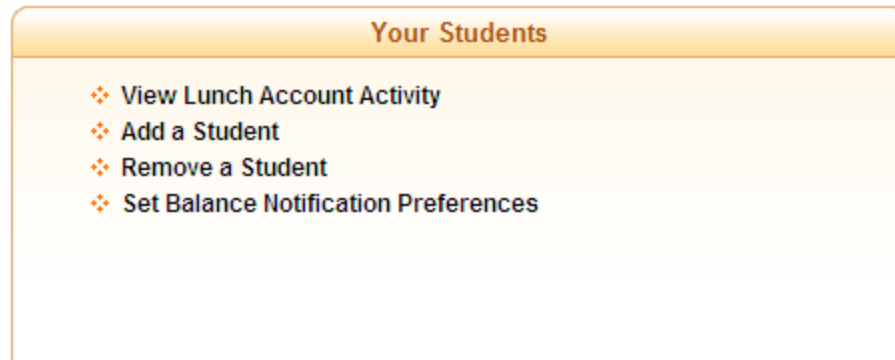 Your Students
View Lunch Account Activity
Add a Student
Remove a Student
Set Balance Notification Preferences